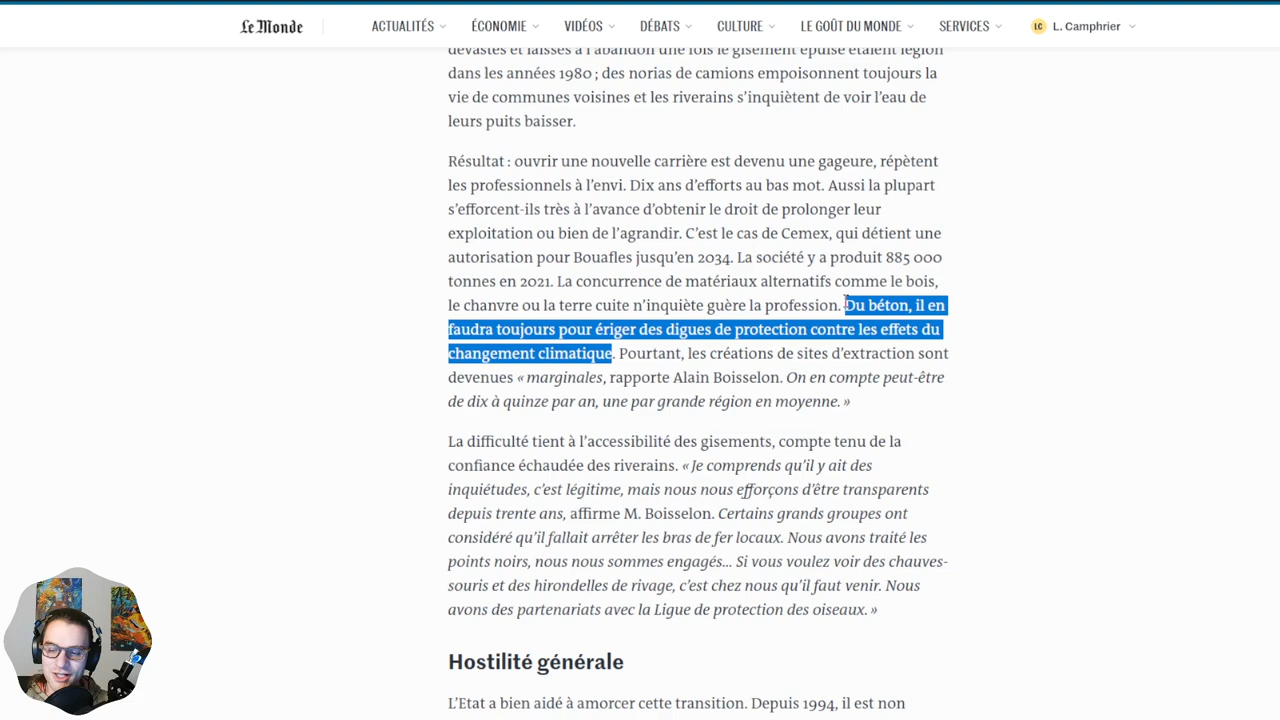 Le Monde
ACTUALITÉS ÉCONOMIE VIDÉOS DÉBATS CULTURE LE GOÛT DU MONDE SERVICES LC L. Camphrier
dévastés et laissés à l'abandon une fois le gisement épuisé étaient légion
dans les années 1980 ; des norias de camions empoisonnent toujours la
vie de communes voisines et les riverains s'inquiètent de voir l'eau de
leurs puits baisser.
Résultat : ouvrir une nouvelle carrière est devenu une gageure, répètent
les professionnels à l'envi. Dix ans d'efforts au bas mot. Aussi la plupart
s'efforcent-ils très à l'avance d'obtenir le droit de prolonger leur
exploitation ou bien de l'agrandir. C'est le cas de Cemex, qui détient une
autorisation pour Bouafles jusqu'en 2034. La société y a produit 885 000
tonnes en 2021. La concurrence de matériaux alternatifs comme le bois,
le chanvre ou la terre cuite n'inquiète guère la profession. Du béton, il en
faudra toujours pour ériger des digues de protection contre les effets du
changement climatique. Pourtant, les créations de sites d'extraction sont
devenues « marginales, rapporte Alain Boisselon. On en compte peut-être
de dix à quinze par an, une par grande région en moyenne. »
La difficulté tient à l'accessibilité des gisements, compte tenu de la
confiance échaudée des riverains. « Je comprends qu'il y ait des
inquiétudes, c'est légitime, mais nous nous efforçons d'être transparents
depuis trente ans, affirme M. Boisselon. Certains grands groupes ont
considéré qu'il fallait arrêter les bras de fer locaux. Nous avons traité les
points noirs, nous nous sommes engagés… Si vous voulez voir des chauves-
souris et des hirondelles de rivage, c'est chez nous qu'il faut venir. Nous
avons des partenariats avec la Ligue de protection des oiseaux. »
Hostilité générale
L'Etat a bien aidé à amorcer cette transition. Depuis 1994, il est non